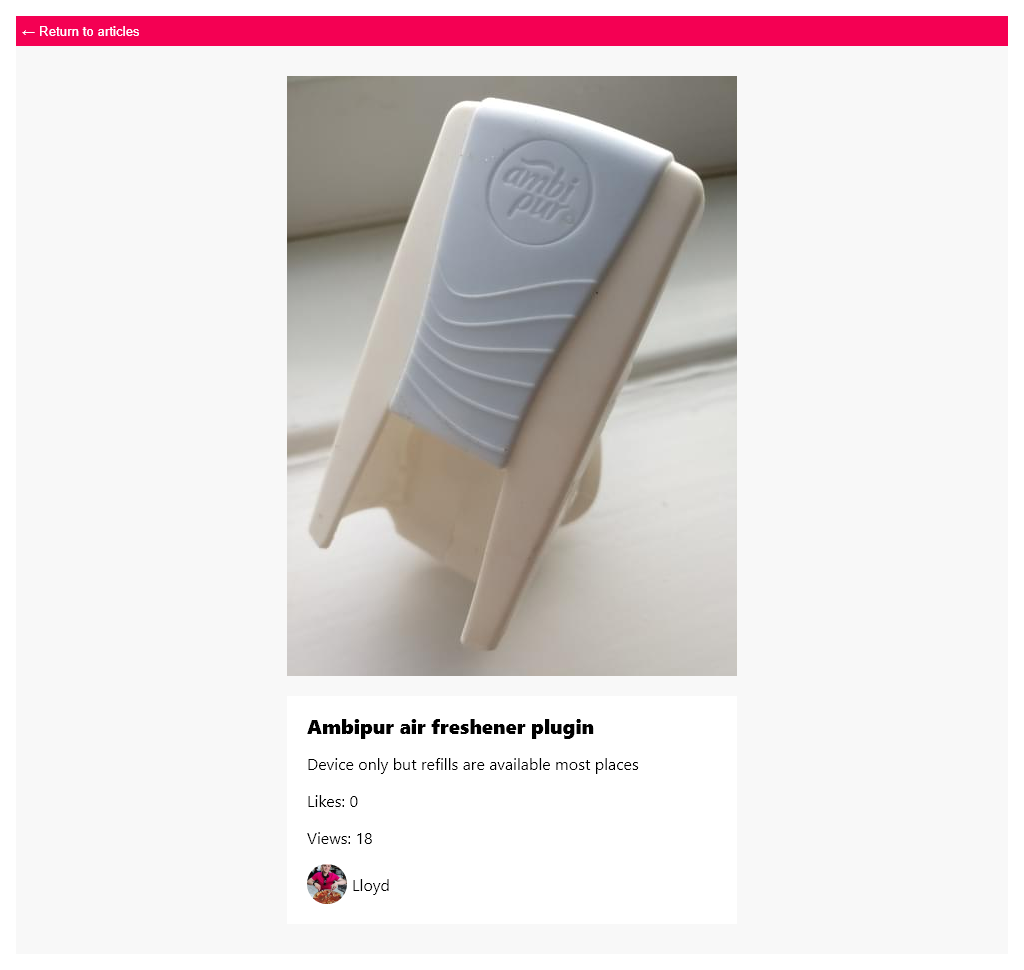 ← Return to articles
ambi
pur
Ambipur air freshener plugin
Device only but refills are available most places
Likes: 0
Views: 18
Lloyd